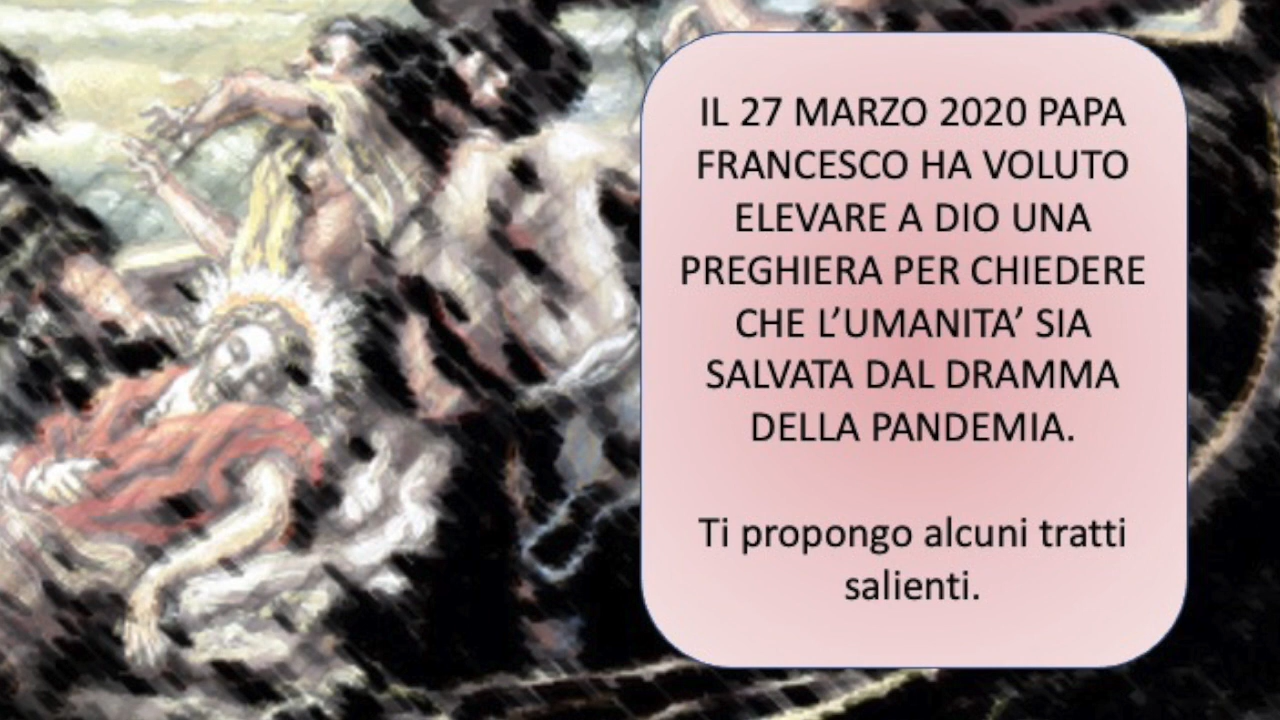 IL 27 MARZO 2020 PAPA
FRANCESCO HA VOLUTO
ELEVARE A DIO UNA
PREGHIERA PER CHIEDERE
CHE L’UMANITA’ SIA
SALVATA DAL DRAMMA
DELLA PANDEMIA.
Ti propongo alcuni tratti
salienti.